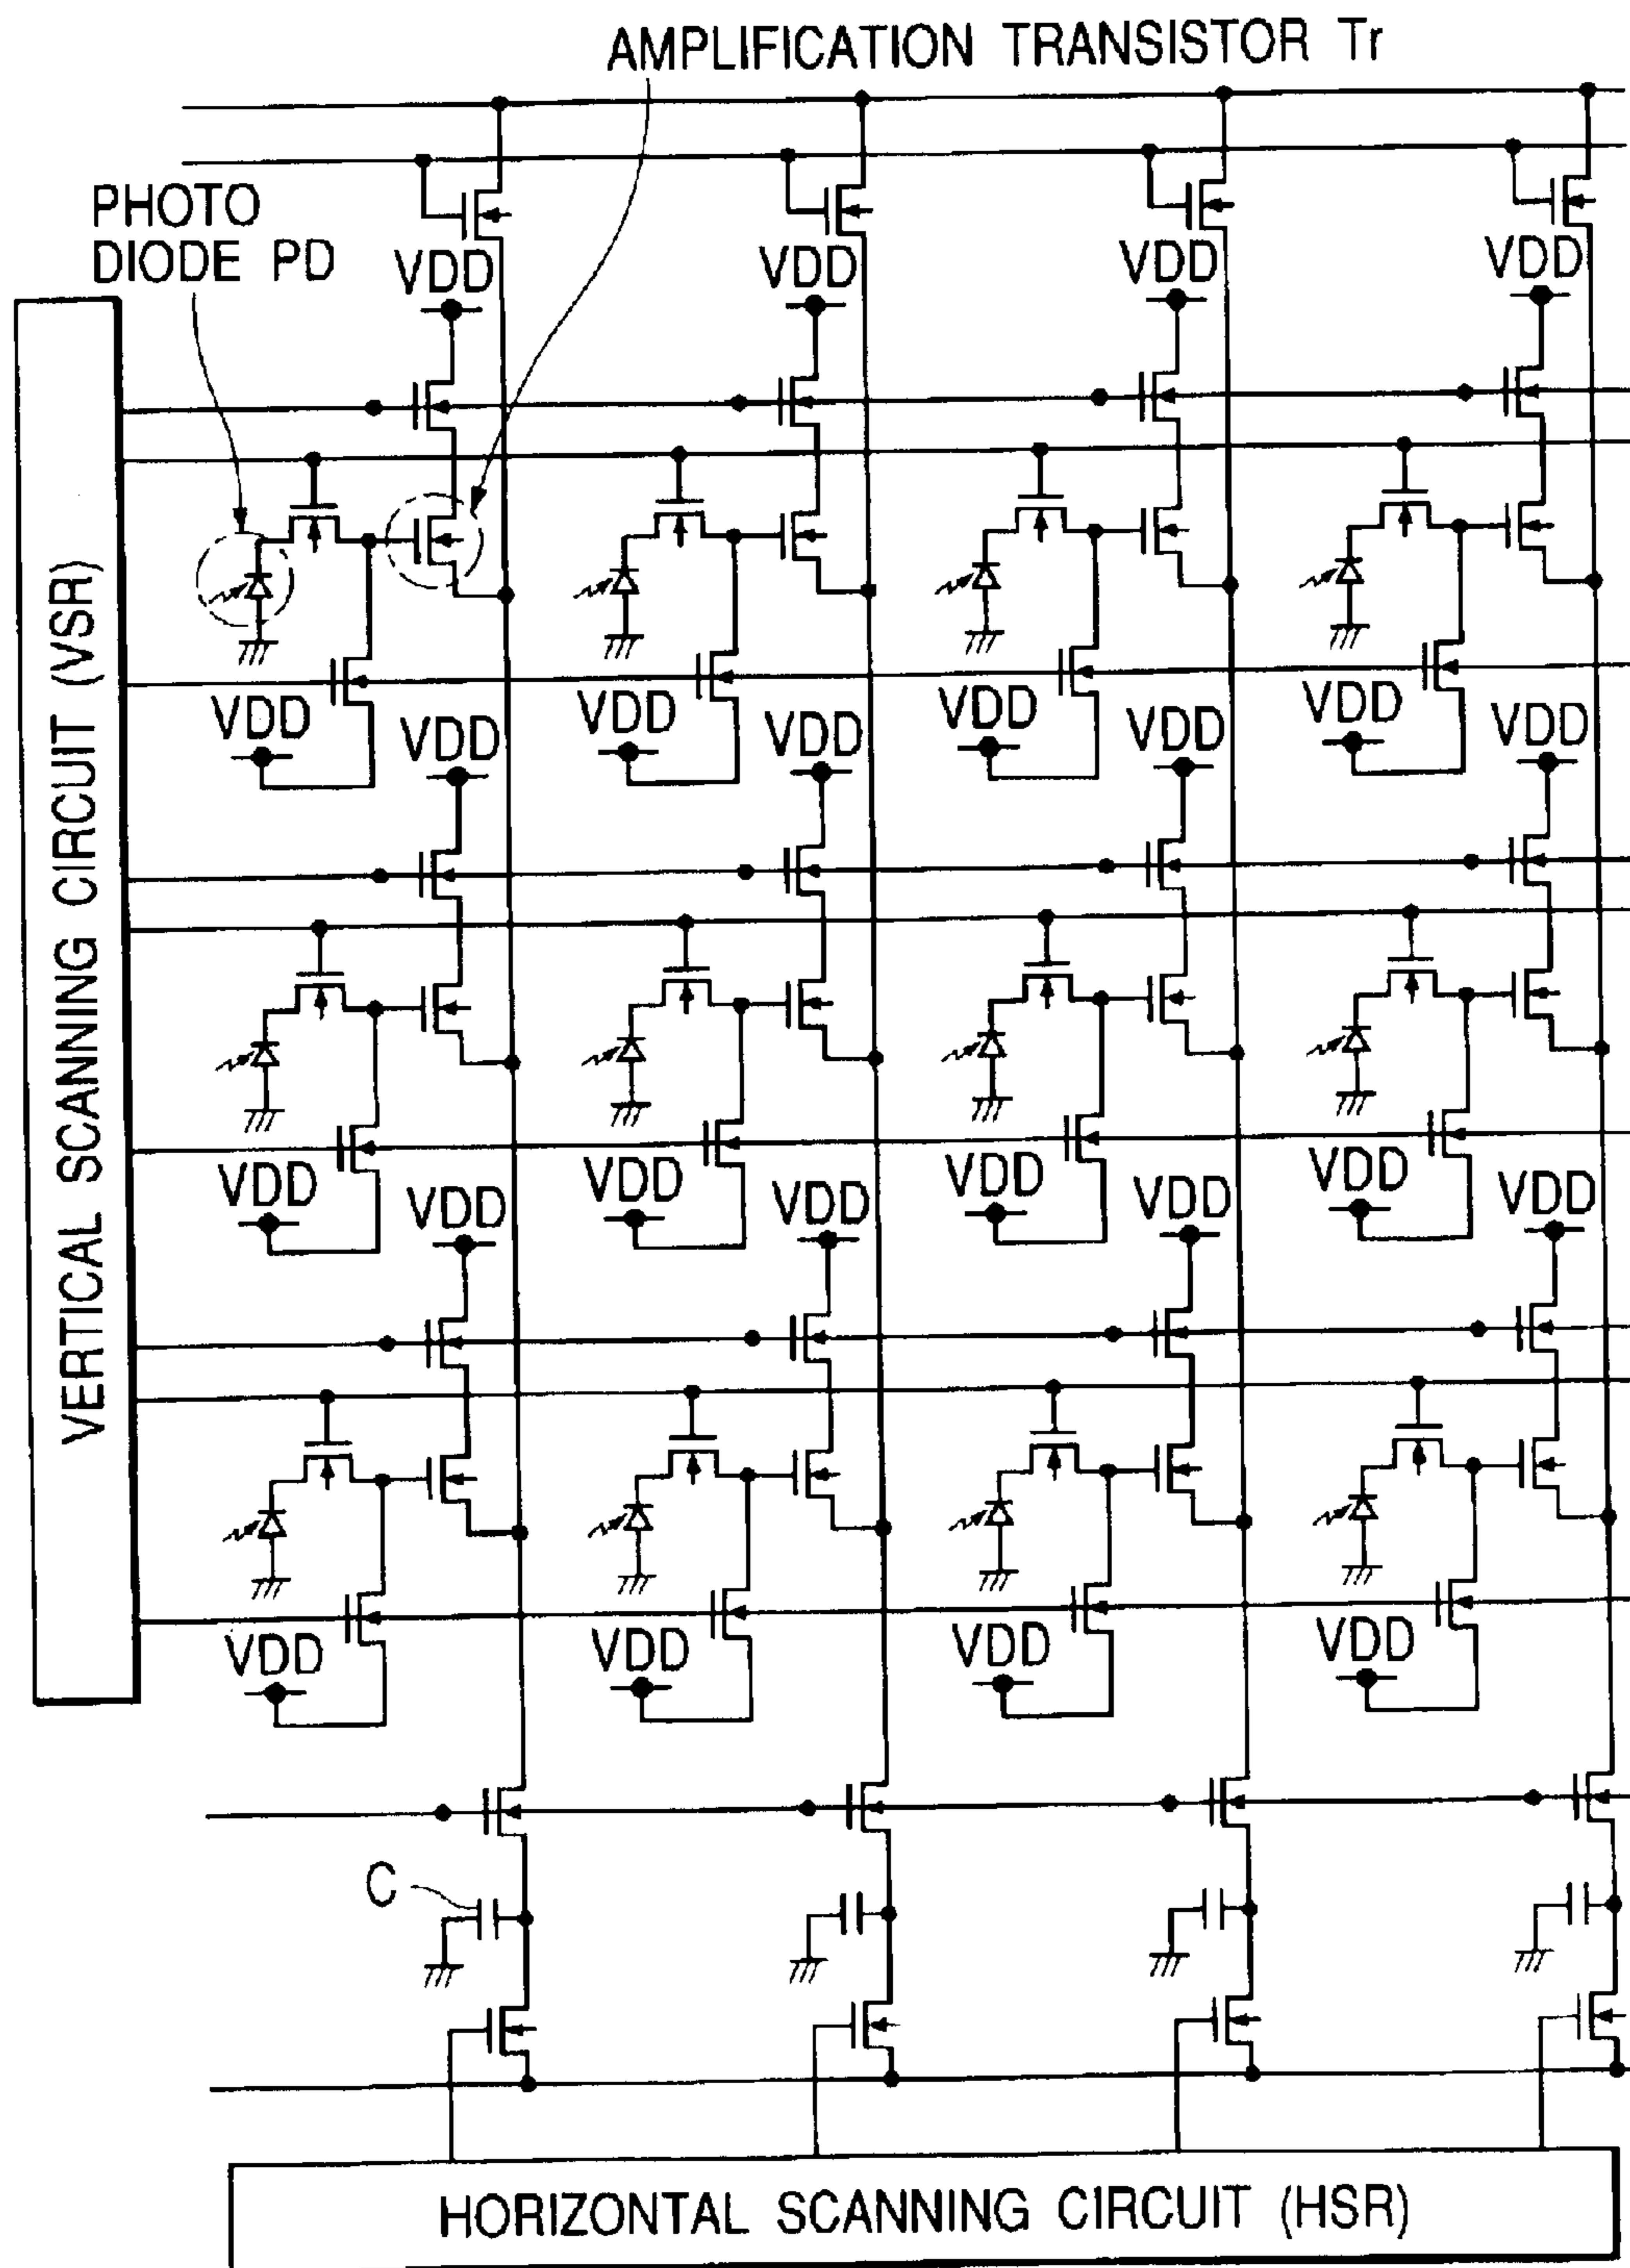 AMPLIFICATION TRANSISTOR Tr
PHOTO
DIODE PD
VDD VDD VDD VDD
VERTICAL SCANNING CIRCUIT (VSR)
VDD VDD VDD VDD
VDD VDD VDD VDD
VDD VDD VDD VDD
VDD VDD VDD VDD
VDD VDD VDD VDD
C
HORIZONTAL SCANNING CIRCUIT (HSR)